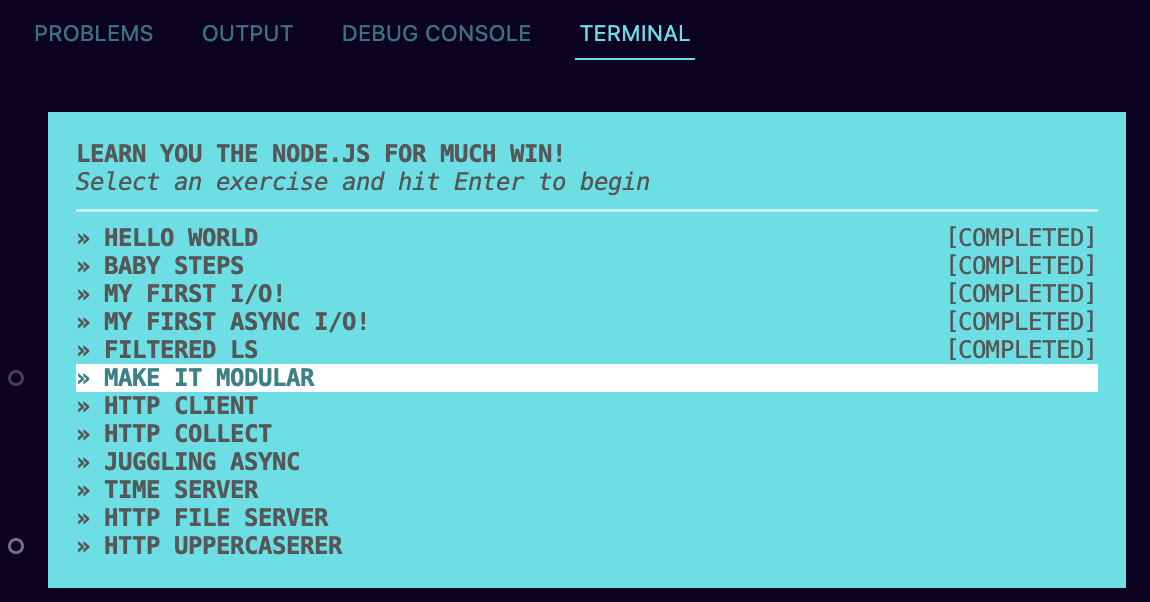 PROBLEMS OUTPUT DEBUG CONSOLE TERMINAL
LEARN YOU THE NODE.JS FOR MUCH WIN!
Select an exercise and hit Enter to begin
» HELLO WORLD [COMPLETED]
» BABY STEPS [COMPLETED]
» MY FIRST I/O! [COMPLETED]
» MY FIRST ASYNC I/O! [COMPLETED]
» FILTERED LS [COMPLETED]
» MAKE IT MODULAR
» HTTP CLIENT
» HTTP COLLECT
» JUGGLING ASYNC
» TIME SERVER
» HTTP FILE SERVER
» HTTP UPPERCASERER